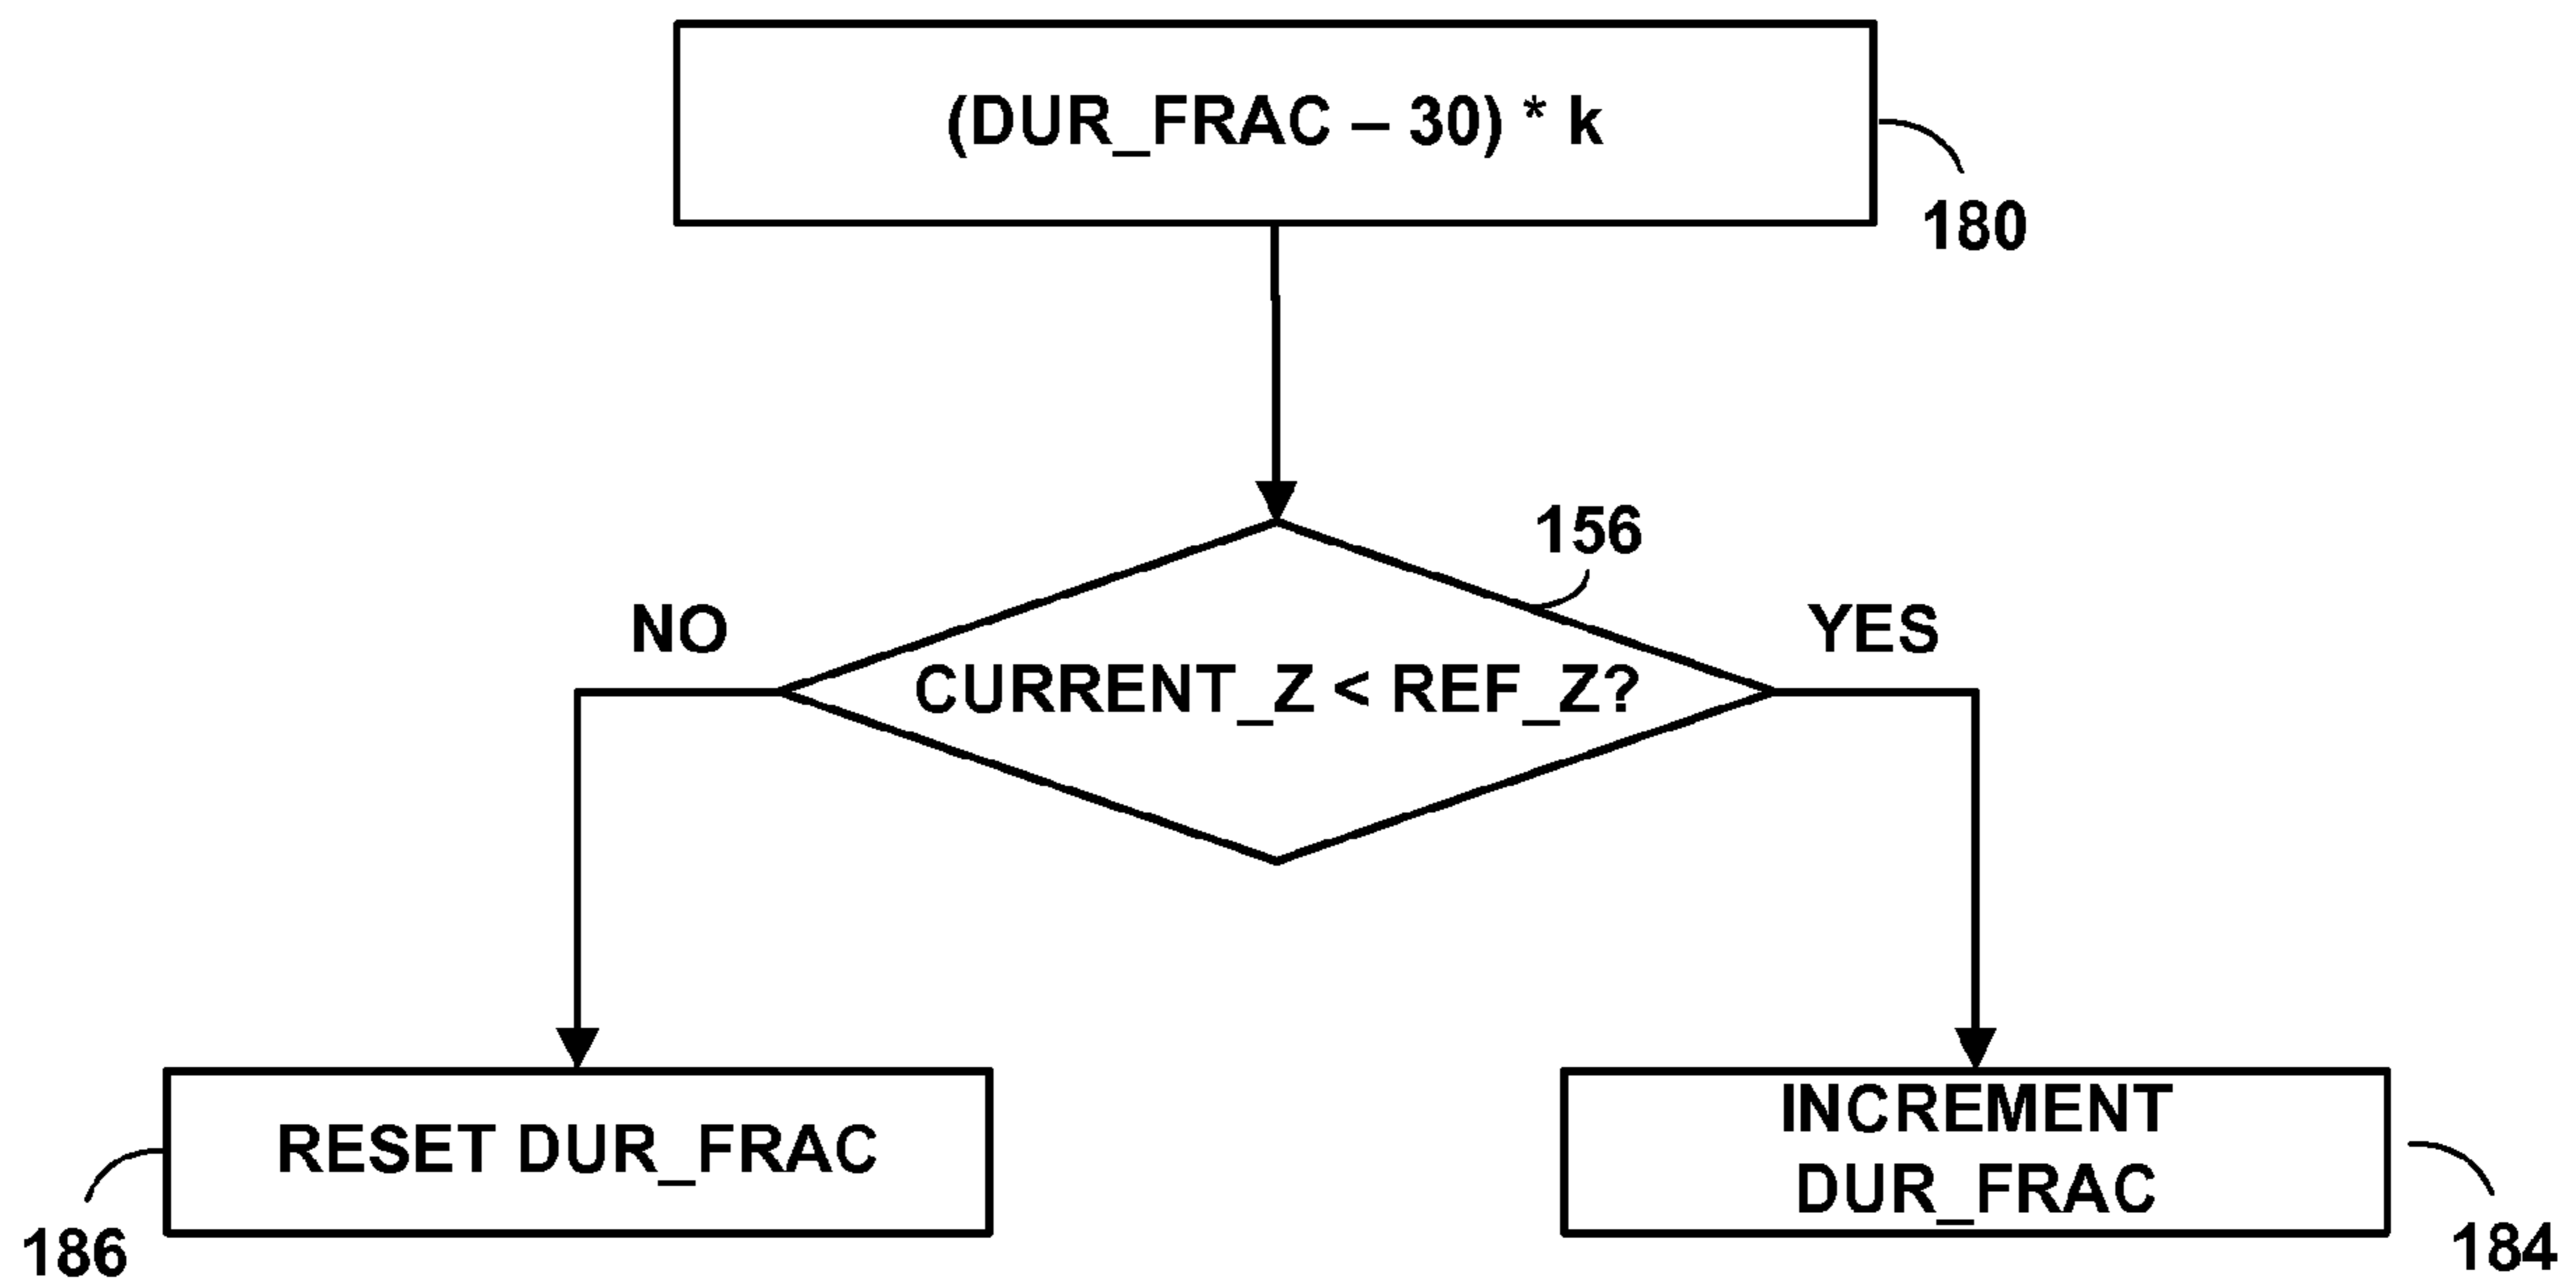 (DUR_FRAC – 30) * k
180
156
NO
YES
CURRENT_Z < REF_Z?
RESET DUR_FRAC
INCREMENT
DUR_FRAC
186
184